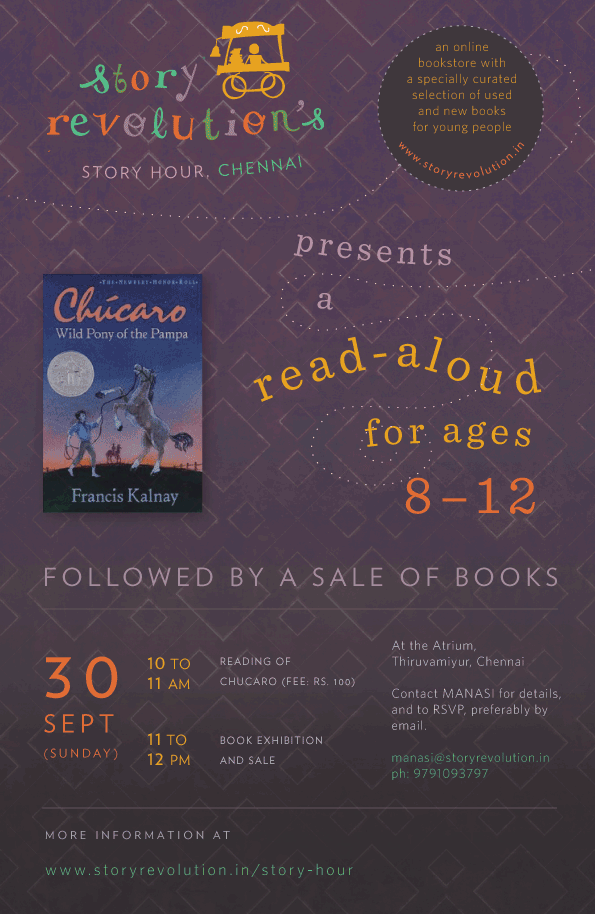 story
revolution's
STORY HOUR, CHENNAI
an online
bookstore with
a specially curated
selection of used
and new books
for young people
www.storyrevolution.in
presents
a
read-aloud
for ages
8–12
•THE•NEWBERY•HONOR•ROLL•
Chúcaro
Wild Pony of the Pampa
Francis Kalnay
FOLLOWED BY A SALE OF BOOKS
30
SEPT
(SUNDAY)
10 TO
11 AM
READING OF
CHUCARO (FEE: RS. 100)
11 TO
12 PM
BOOK EXHIBITION
AND SALE
At the Atrium,
Thiruvamiyur, Chennai
Contact MANASI for details,
and to RSVP, preferably by
email.
manasi@storyrevolution.in
ph: 9791093797
MORE INFORMATION AT
www.storyrevolution.in/story-hour